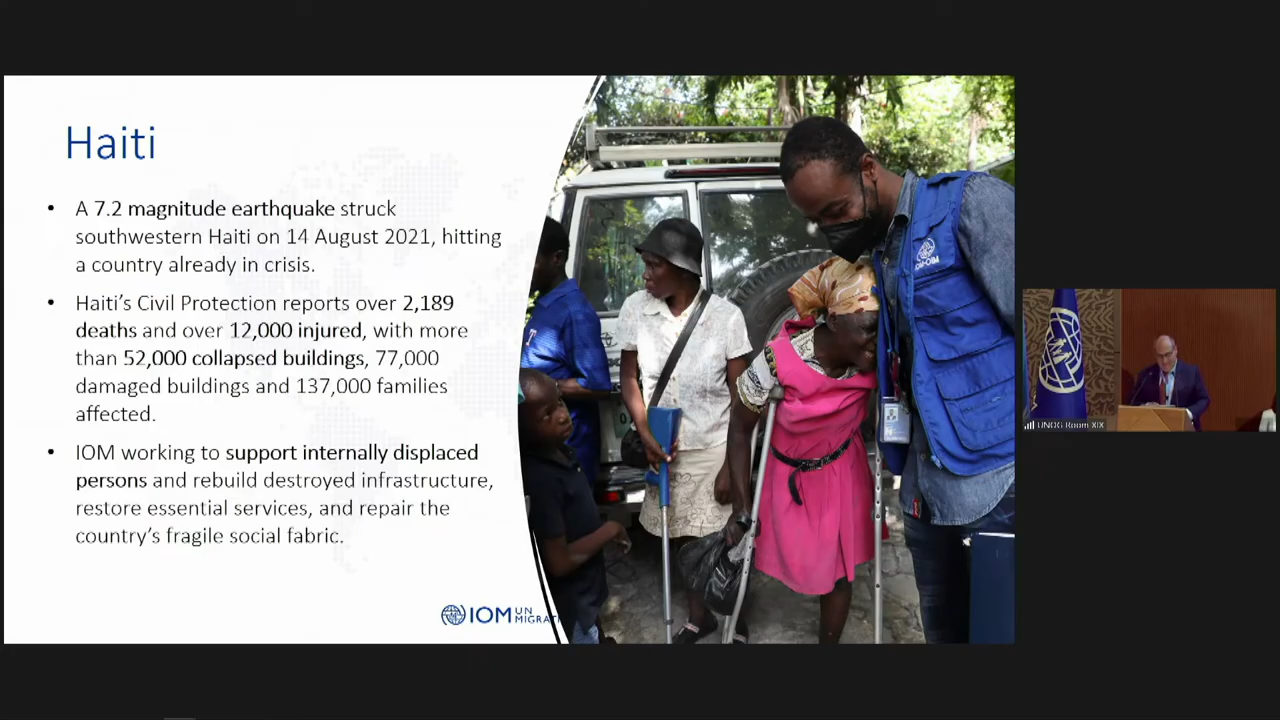 Haiti
• A 7.2 magnitude earthquake struck
southwestern Haiti on 14 August 2021, hitting
a country already in crisis.
• Haiti's Civil Protection reports over 2,189
deaths and over 12,000 injured, with more
than 52,000 collapsed buildings, 77,000
damaged buildings and 137,000 families
affected.
• IOM working to support internally displaced
persons and rebuild destroyed infrastructure,
restore essential services, and repair the
country's fragile social fabric.
IOM UN
MIGRAT
IOM•OIM
UNOG Room XIX